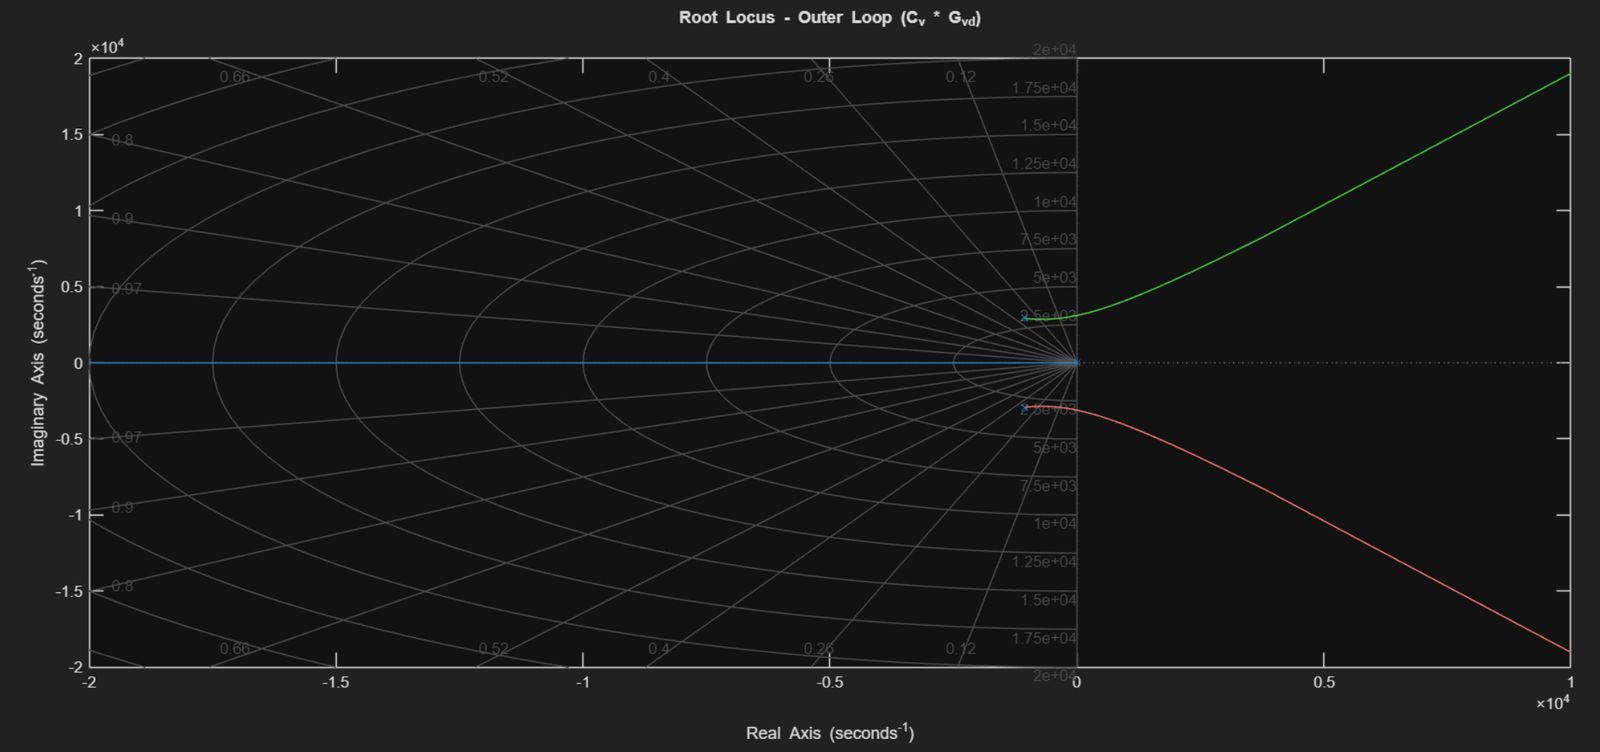 Root Locus - Outer Loop (Cv * Gvd)
×10⁴
2e+04
2
0.66
0.52
0.4
0.26
0.12
1.75e+04
1.5
0.8
1.5e+04
1.25e+04
1
0.9
1e+04
7.5e+03
0.5
0.97
5e+03
2.5e+03
0
Imaginary Axis (seconds⁻¹)
2.5e+03
-0.5
0.97
5e+03
7.5e+03
-1
0.9
1e+04
1.25e+04
-1.5
0.8
1.5e+04
1.75e+04
0.66
0.52
0.4
0.26
0.12
-2
2e+04
-2
-1.5
-1
-0.5
0
0.5
1
×10⁴
Real Axis (seconds⁻¹)